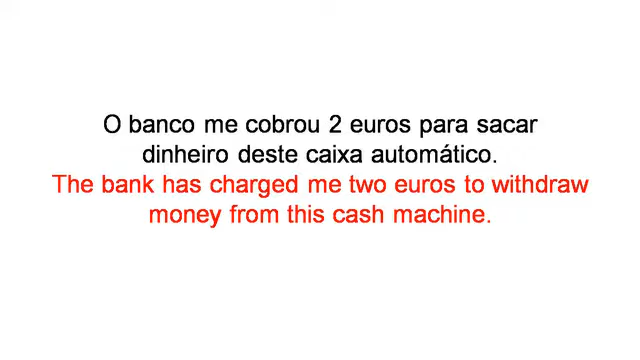 O banco me cobrou 2 euros para sacar
dinheiro deste caixa automático.
The bank has charged me two euros to withdraw
money from this cash machine.